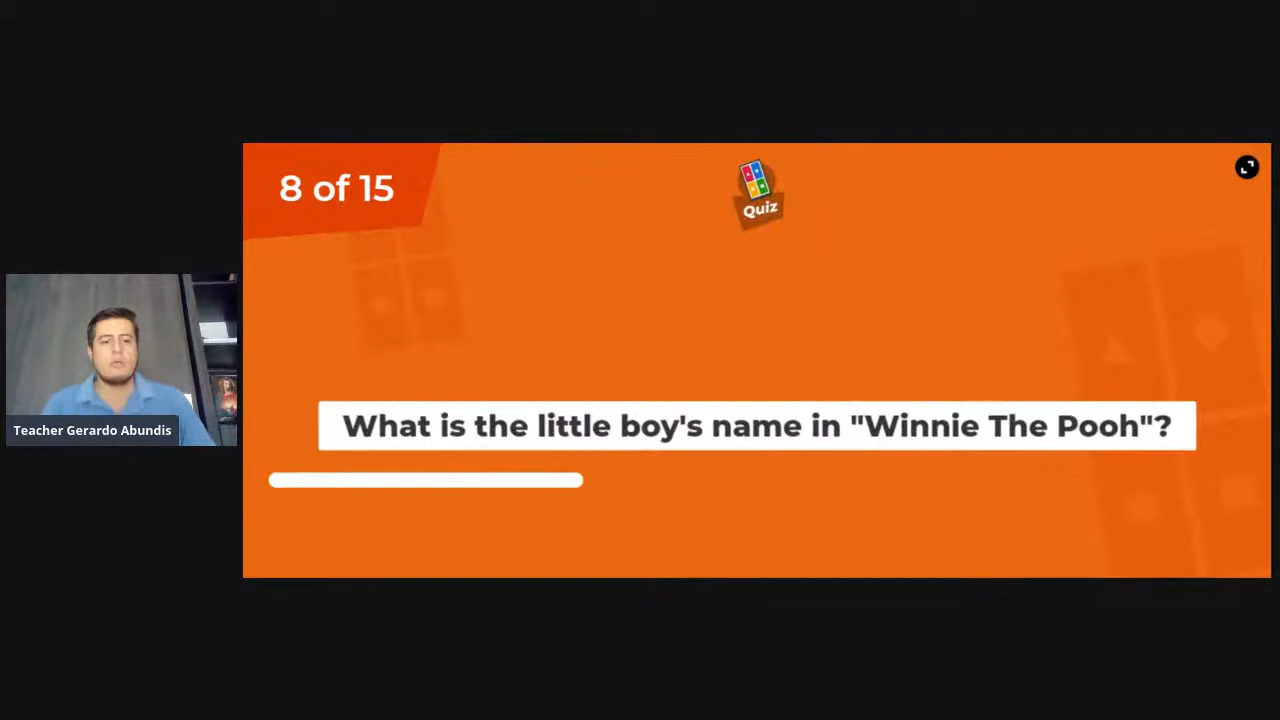 8 of 15
Quiz
Teacher Gerardo Abundis
What is the little boy's name in "Winnie The Pooh"?